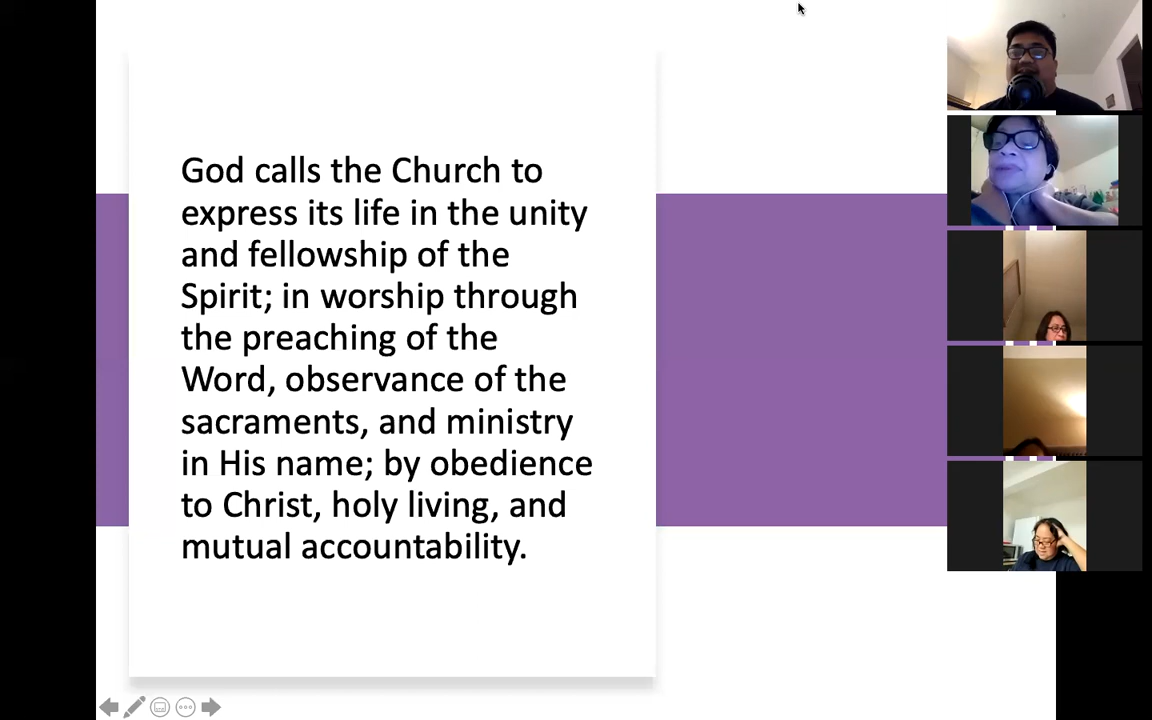 God calls the Church to
express its life in the unity
and fellowship of the
Spirit; in worship through
the preaching of the
Word, observance of the
sacraments, and ministry
in His name; by obedience
to Christ, holy living, and
mutual accountability.